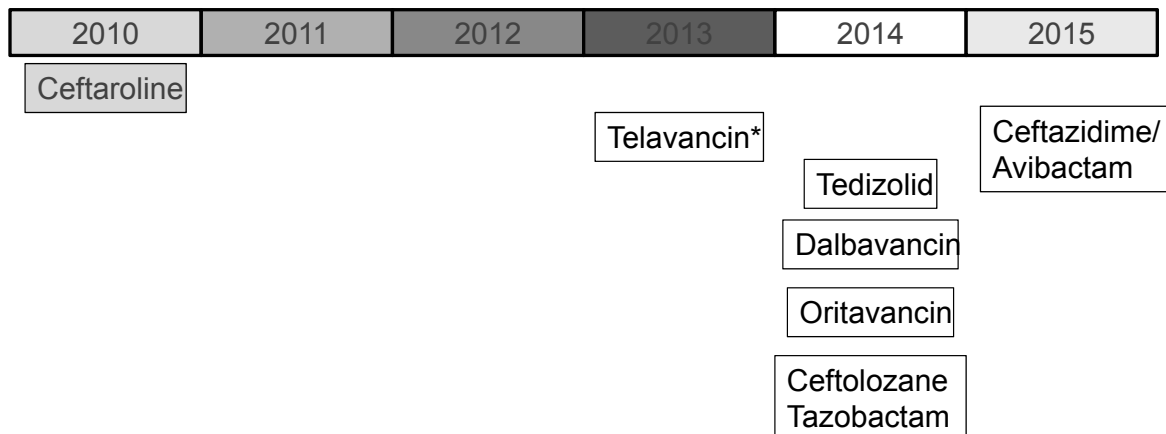 2010 2011 2012 2013 2014 2015
Ceftaroline
Telavancin*
Ceftazidime/
Avibactam
Tedizolid
Dalbavancin
Oritavancin
Ceftolozane
Tazobactam